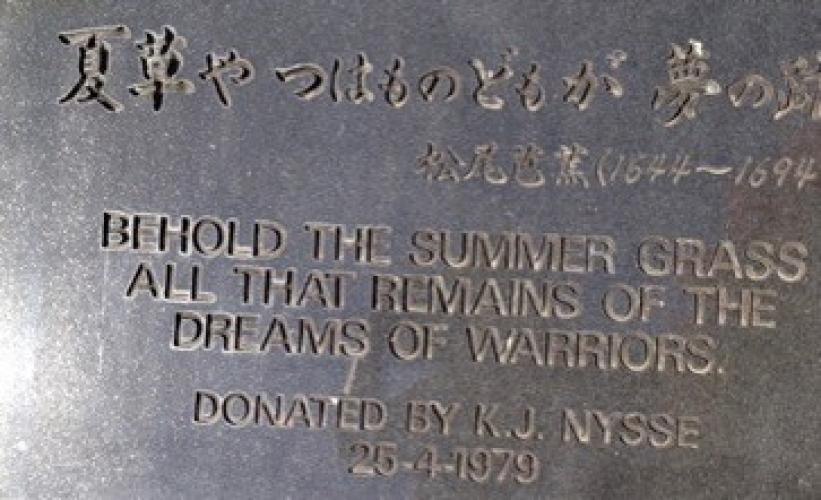 夏草や つはものどもが 夢の跡
松尾芭蕉(1644～1694
BEHOLD THE SUMMER GRASS
ALL THAT REMAINS OF THE
DREAMS OF WARRIORS.
DONATED BY K.J. NYSSE
25-4-1979